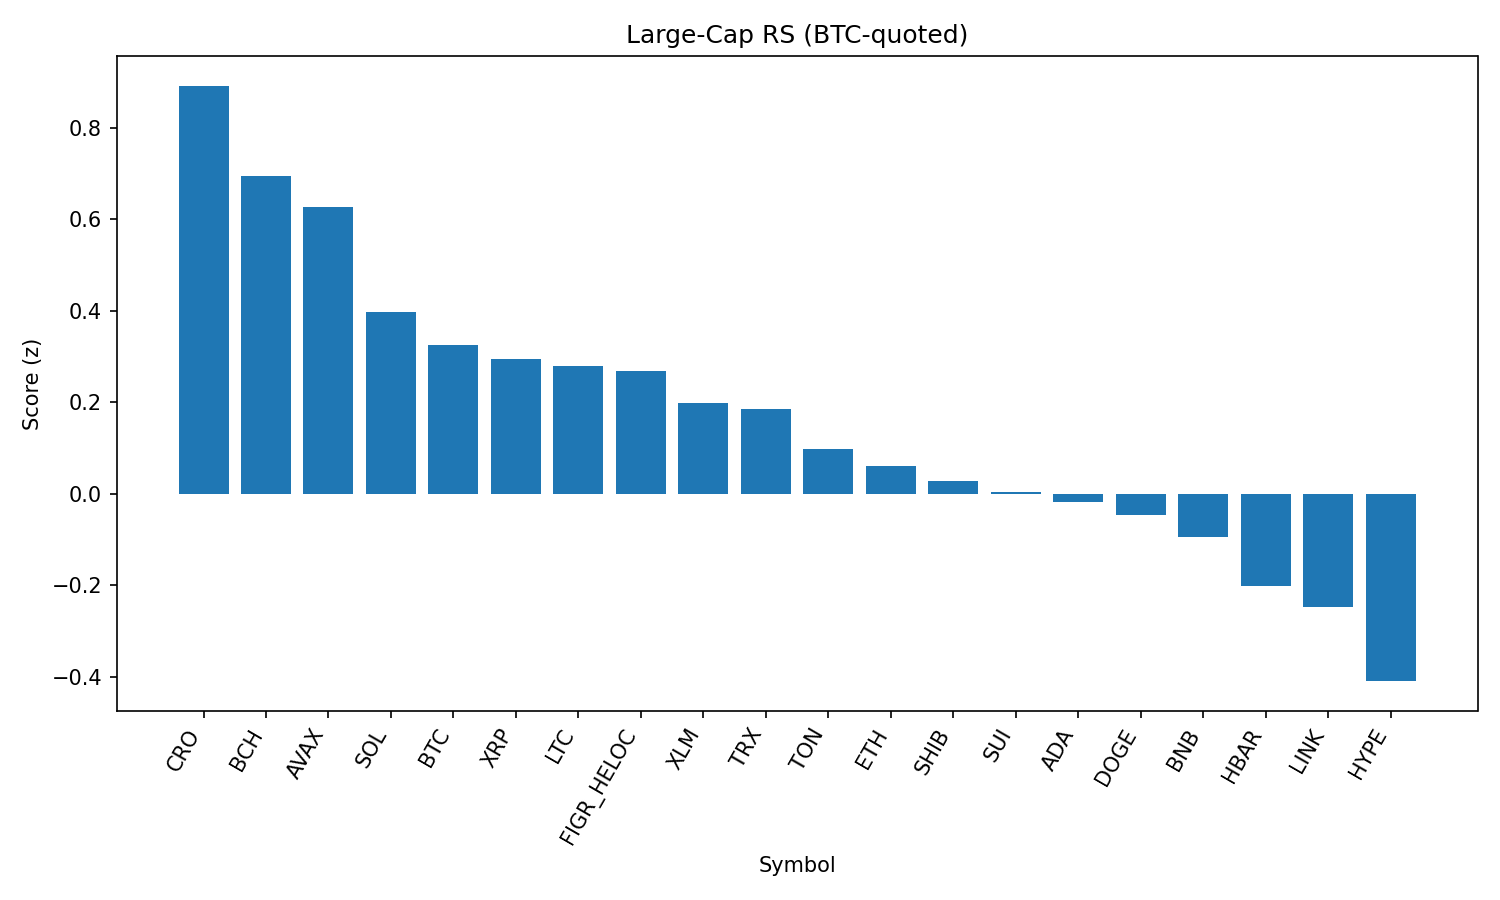 Large-Cap RS (BTC-quoted)
Score (z)
0.8
0.6
0.4
0.2
0.0
−0.2
−0.4
CRO
BCH
AVAX
SOL
BTC
XRP
LTC
FIGR_HELOC
XLM
TRX
TON
ETH
SHIB
SUI
ADA
DOGE
BNB
HBAR
LINK
HYPE
Symbol